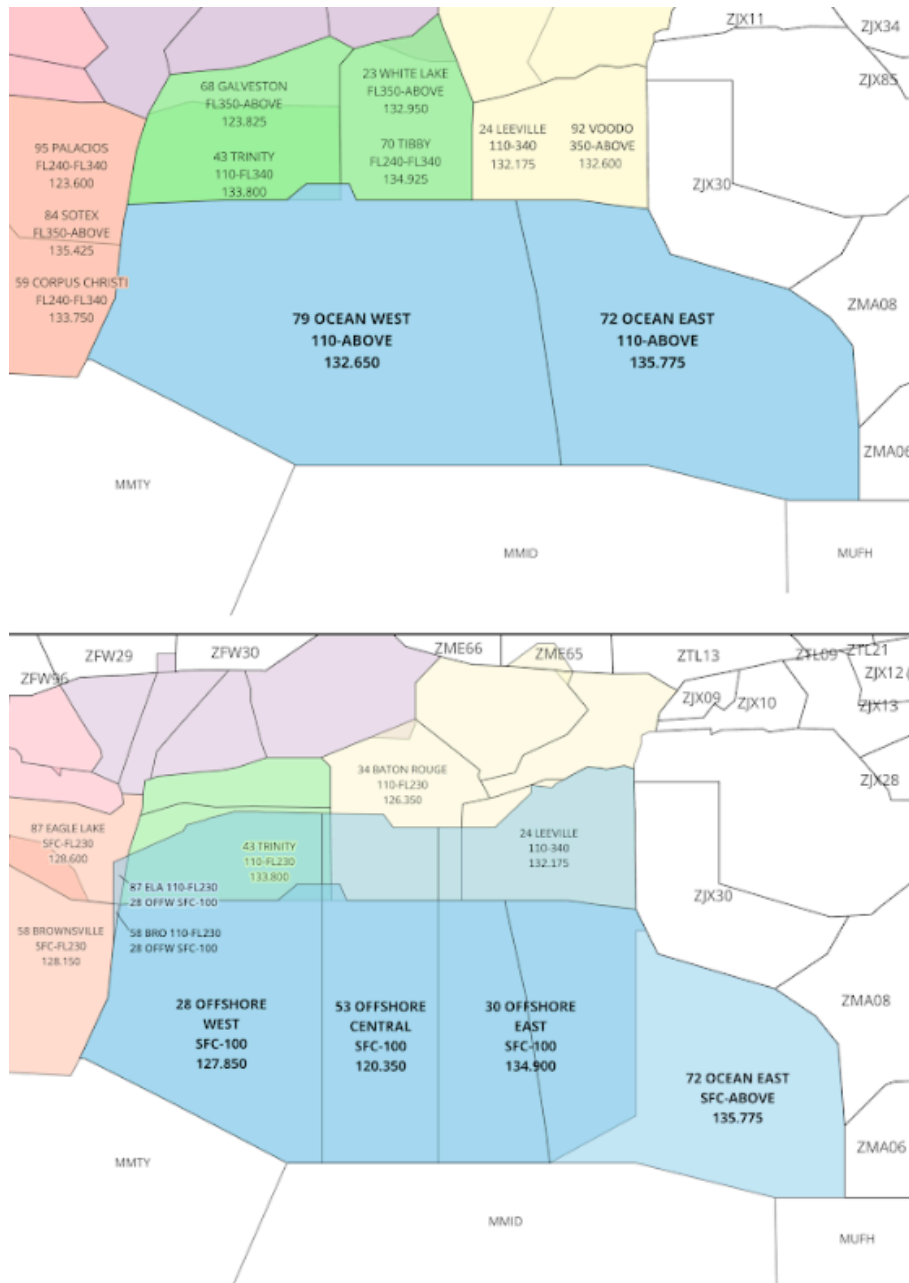 ZJX11
ZJX34
ZJX85
68 GALVESTON
FL350-ABOVE
123.825
23 WHITE LAKE
FL350-ABOVE
132.950
24 LEEVILLE
110-340
132.175
92 VOODO
350-ABOVE
132.600
95 PALACIOS
FL240-FL340
123.600
43 TRINITY
110-FL340
133.800
70 TIBBY
FL240-FL340
134.925
ZJX30
84 SOTEX
FL350-ABOVE
135.425
59 CORPUS CHRISTI
FL240-FL340
133.750
79 OCEAN WEST
110-ABOVE
132.650
72 OCEAN EAST
110-ABOVE
135.775
ZMA08
ZMA06
MMTY
MMID
MUFH
ZFW96
ZFW29
ZFW30
ZME66
ZME65
ZTL13
ZTL09
ZTL21
ZJX09
ZJX10
ZJX12
ZJX13
ZJX28
34 BATON ROUGE
110-FL230
126.350
87 EAGLE LAKE
SFC-FL230
128.600
43 TRINITY
110-FL230
133.800
24 LEEVILLE
110-340
132.175
87 ELA 110-FL230
28 OFFW SFC-100
ZJX30
58 BROWNSVILLE
SFC-FL230
128.150
58 BRO 110-FL230
28 OFFW SFC-100
28 OFFSHORE
WEST
SFC-100
127.850
53 OFFSHORE
CENTRAL
SFC-100
120.350
30 OFFSHORE
EAST
SFC-100
134.900
72 OCEAN EAST
SFC-ABOVE
135.775
ZMA08
ZMA06
MMTY
MMID
MUFH